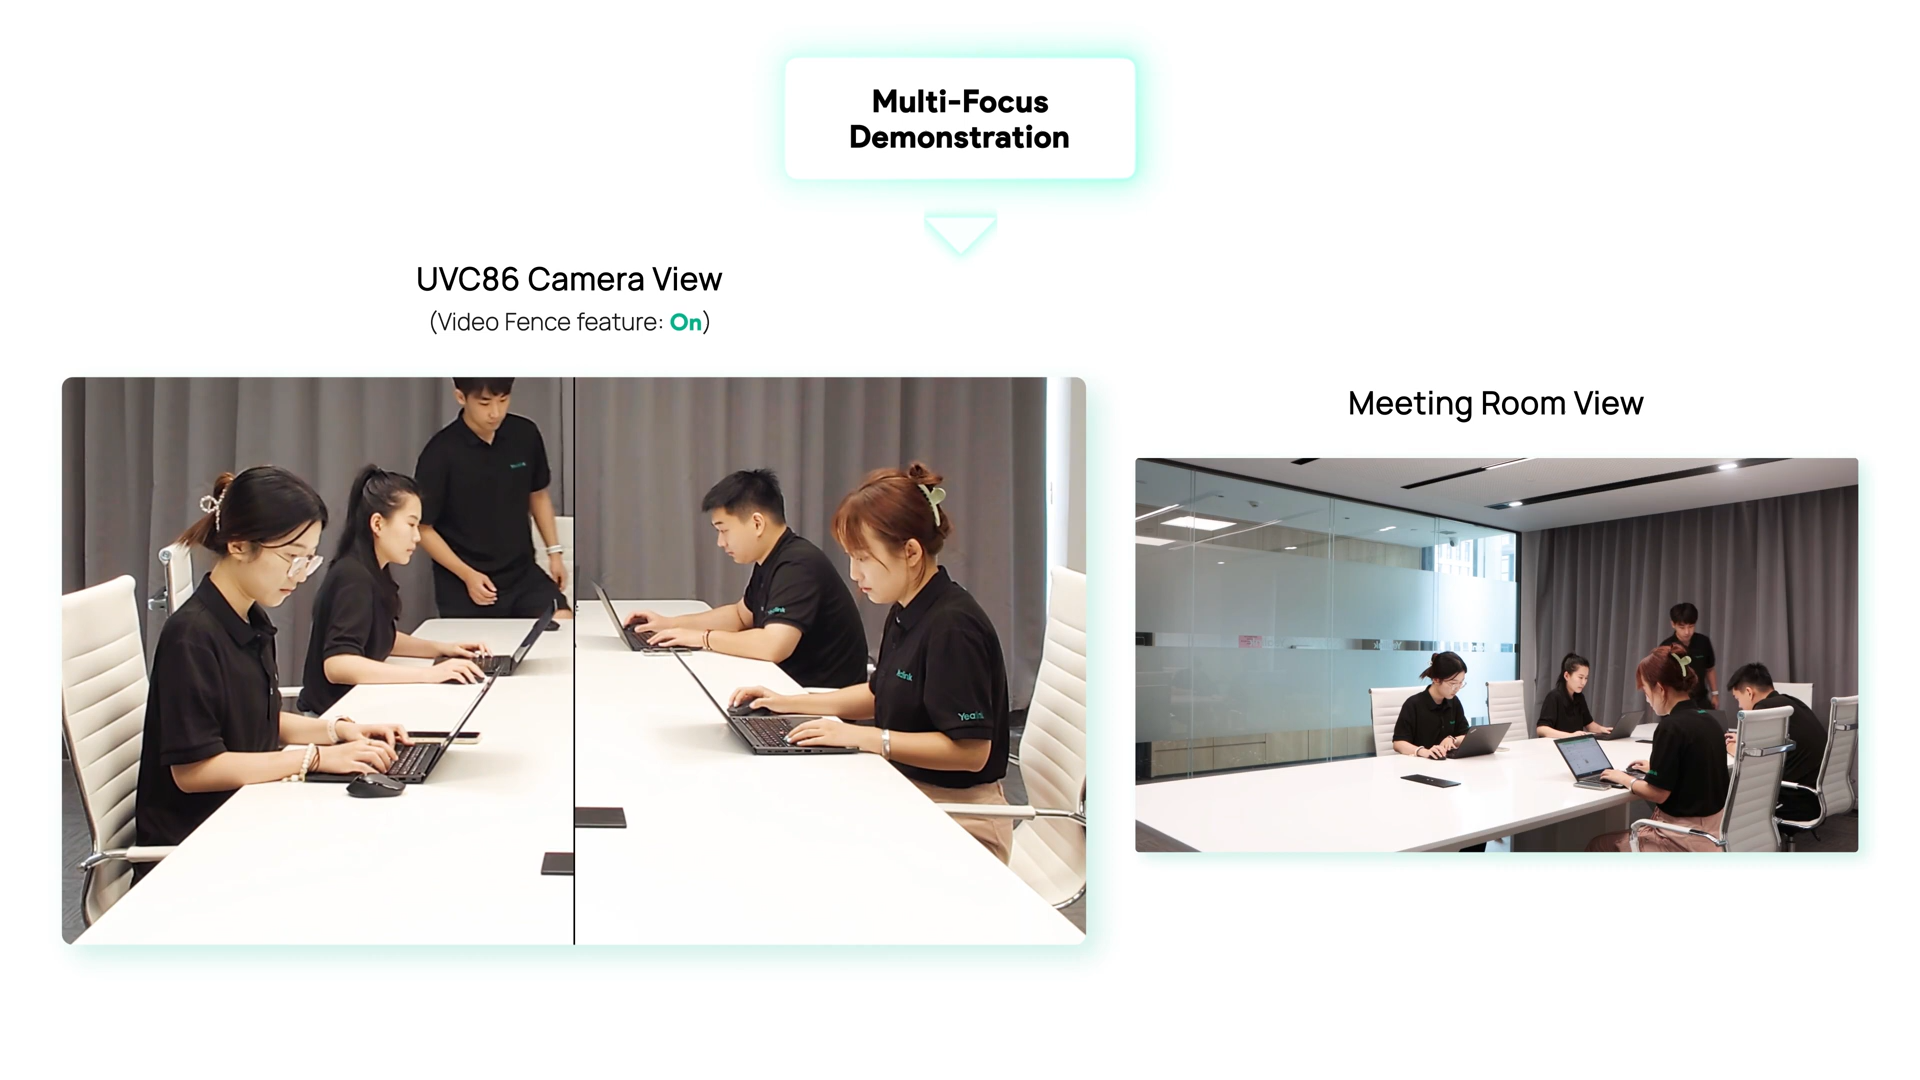 Multi-Focus
Demonstration
UVC86 Camera View
(Video Fence feature: On)
Meeting Room View